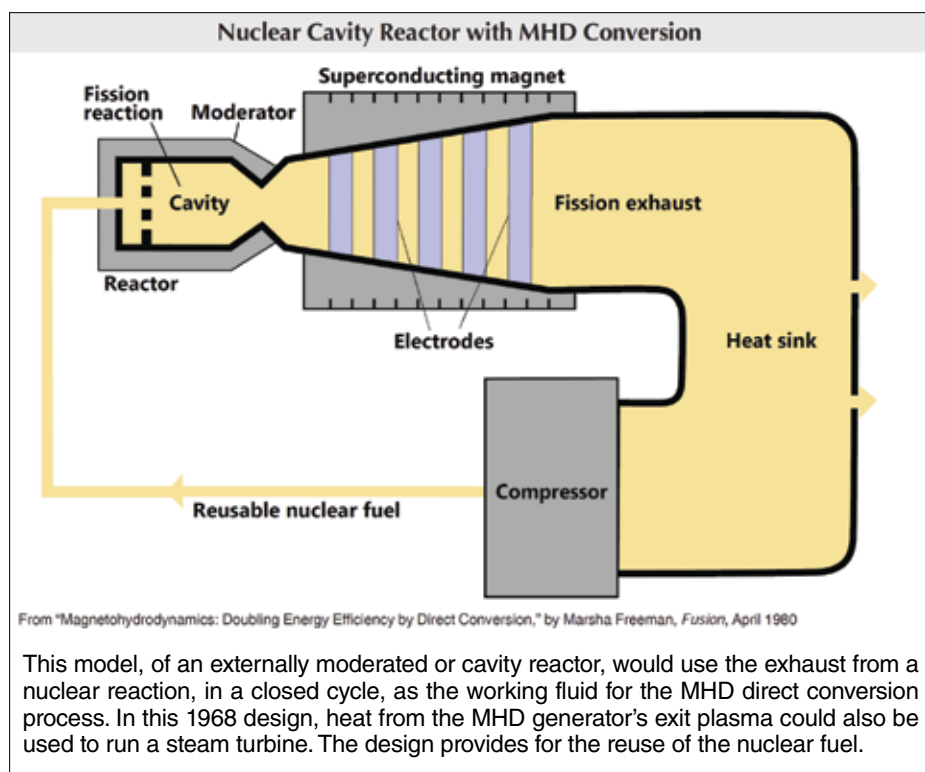 Nuclear Cavity Reactor with MHD Conversion
Superconducting magnet
Fission
reaction
Moderator
Cavity
Fission exhaust
Reactor
Electrodes
Heat sink
Compressor
Reusable nuclear fuel
From “Magnetohydrodynamics: Doubling Energy Efficiency by Direct Conversion,” by Marsha Freeman, Fusion, April 1980
This model, of an externally moderated or cavity reactor, would use the exhaust from a
nuclear reaction, in a closed cycle, as the working fluid for the MHD direct conversion
process. In this 1968 design, heat from the MHD generator’s exit plasma could also be
used to run a steam turbine. The design provides for the reuse of the nuclear fuel.